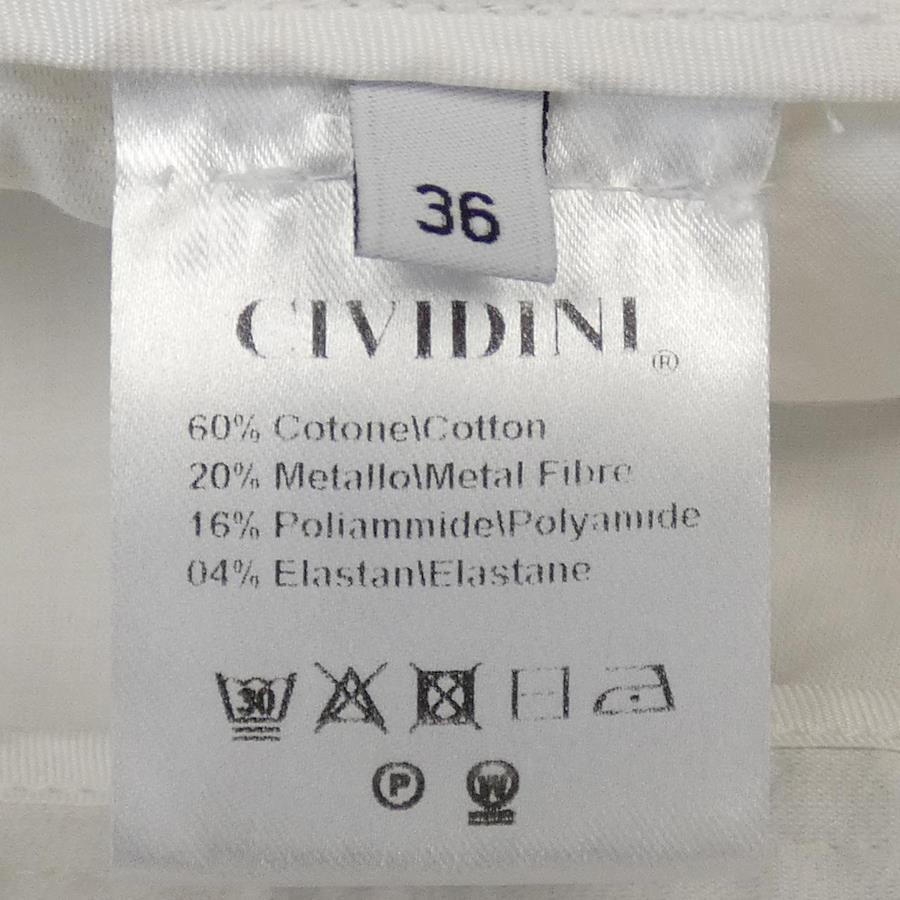 36
CIVIDINI ®
60% Cotone\Cotton
20% Metallo\Metal Fibre
16% Poliammide\Polyamide
04% Elastan\Elastane
30
P W